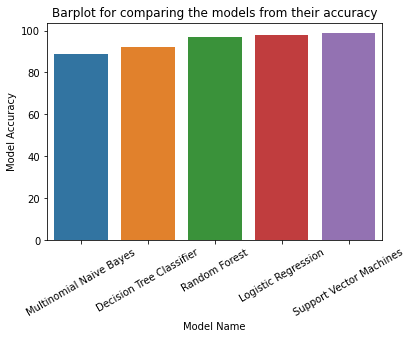 Barplot for comparing the models from their accuracy
Model Accuracy
100
80
60
40
20
0
Multinomial Naive Bayes
Decision Tree Classifier
Random Forest
Logistic Regression
Support Vector Machines
Model Name